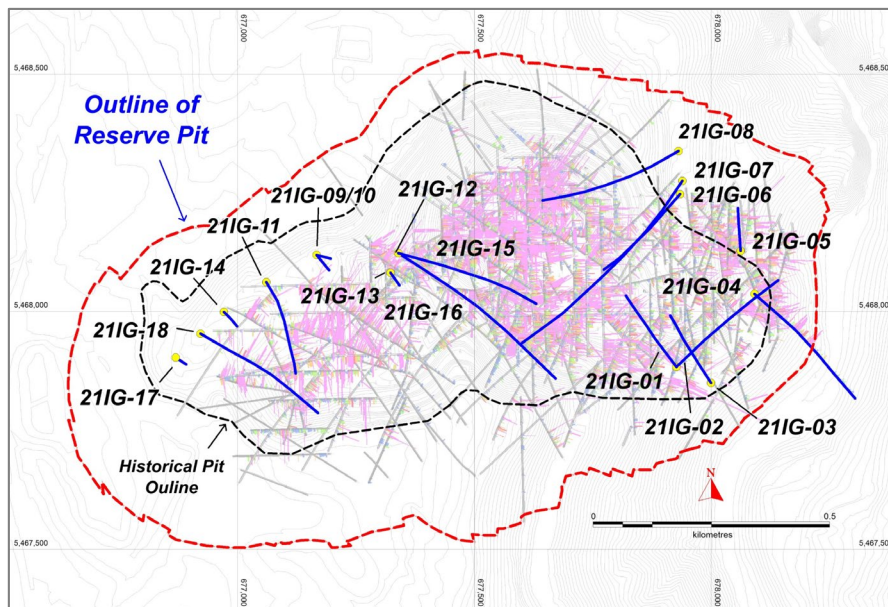 677,000
677,500
678,000
5,468,500
5,468,500
Outline of
Reserve Pit
21IG-08
21IG-07
21IG-06
21IG-09/10
21IG-12
21IG-11
21IG-15
21IG-05
21IG-14
21IG-13
21IG-04
21IG-16
5,468,000
5,468,000
21IG-18
21IG-01
21IG-17
21IG-02
21IG-03
Historical Pit
Ouline
N
0
0.5
kilometres
5,467,500
5,467,500
677,000
677,500
678,000